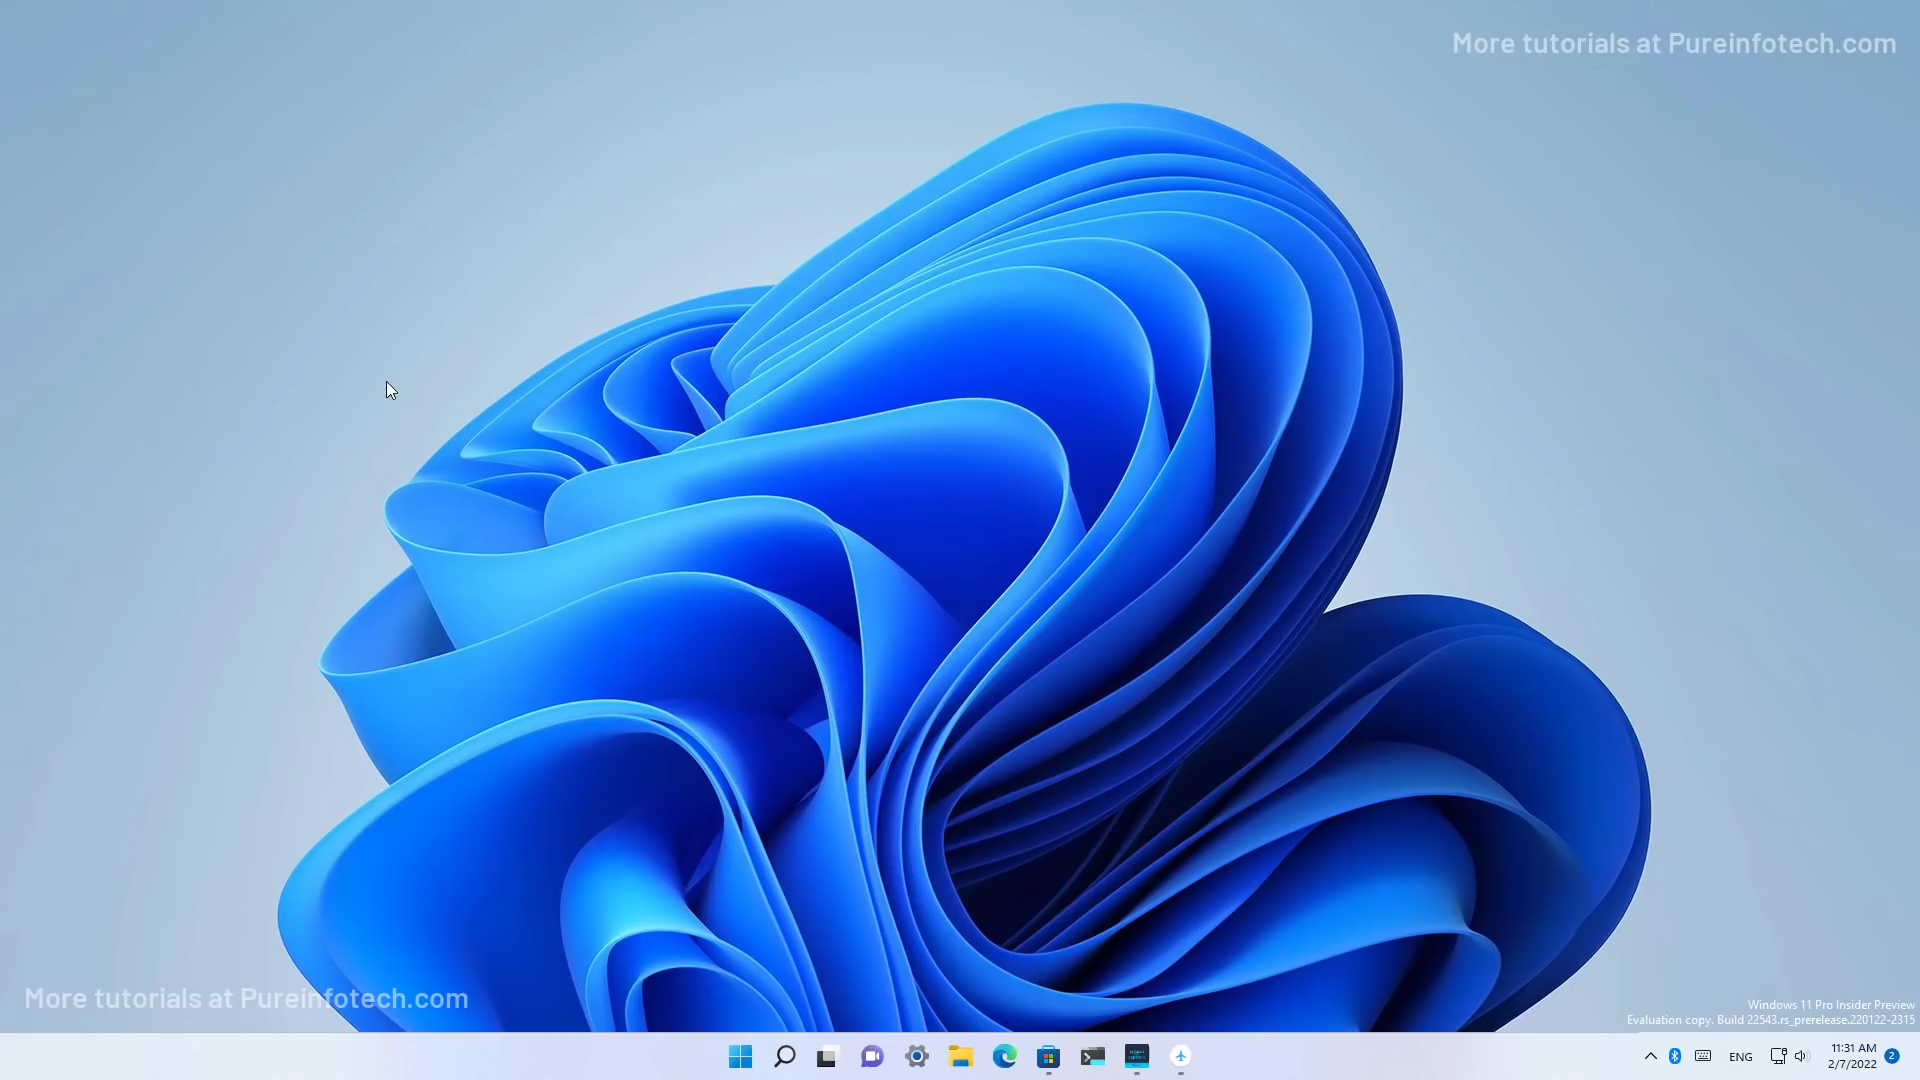 More tutorials at Pureinfotech.com
More tutorials at Pureinfotech.com
Windows 11 Pro Insider Preview
Evaluation copy. Build 22543.rs_prerelease.220122-2315
ENG
11:31 AM
2/7/2022
2